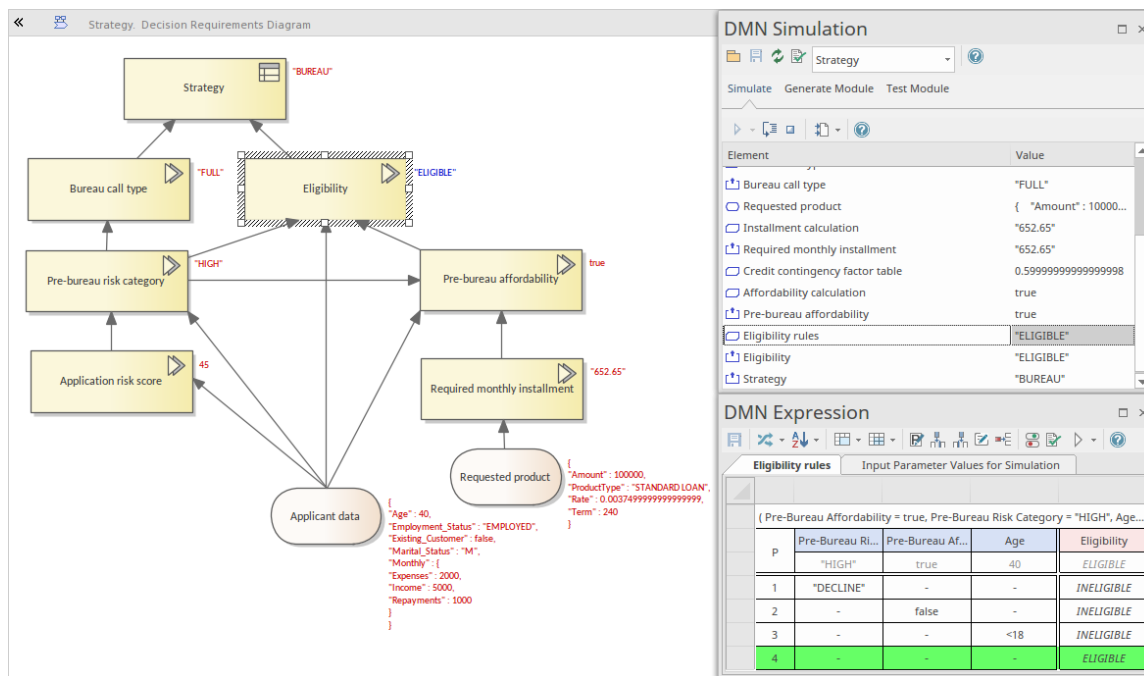 Strategy.  Decision Requirements Diagram
Strategy
"BUREAU"
Bureau call type
"FULL"
Eligibility
"ELIGIBLE"
Pre-bureau risk category
"HIGH"
Pre-bureau affordability
true
Application risk score
45
Required monthly installment
"652.65"
Requested product
{
"Amount" : 100000,
"ProductType" : "STANDARD LOAN",
"Rate" : 0.0037499999999999999,
"Term" : 240
}
Applicant data
{
"Age" : 40,
"Employment_Status" : "EMPLOYED",
"Existing_Customer" : false,
"Marital_Status" : "M",
"Monthly" : {
"Expenses" : 2000,
"Income" : 5000,
"Repayments" : 1000
}
}
DMN Simulation
Strategy
Simulate Generate Module Test Module
Element Value
Bureau call type "FULL"
Requested product { "Amount" : 10000...
Installment calculation "652.65"
Required monthly installment "652.65"
Credit contingency factor table 0.59999999999999998
Affordability calculation true
Pre-bureau affordability true
Eligibility rules "ELIGIBLE"
Eligibility "ELIGIBLE"
Strategy "BUREAU"
DMN Expression
Eligibility rules Input Parameter Values for Simulation
( Pre-Bureau Affordability = true, Pre-Bureau Risk Category = "HIGH", Age...
P Pre-Bureau Ri... Pre-Bureau Af... Age Eligibility
"HIGH" true 40 ELIGIBLE
1 "DECLINE" - - INELIGIBLE
2 - false - INELIGIBLE
3 - - <18 INELIGIBLE
4 - - - ELIGIBLE